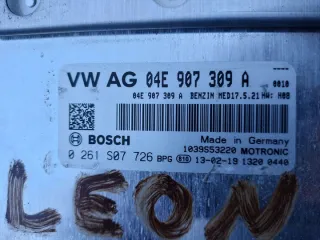 VW AG 04E 907 309 A 0010
04E 907 309 A BENZIN MED17.5.21 HW: H08
BOSCH Made in Germany
1039S53220 MOTRONIC
0 261 S07 726 BPG 610 13-02-19 1320 0440
LEON